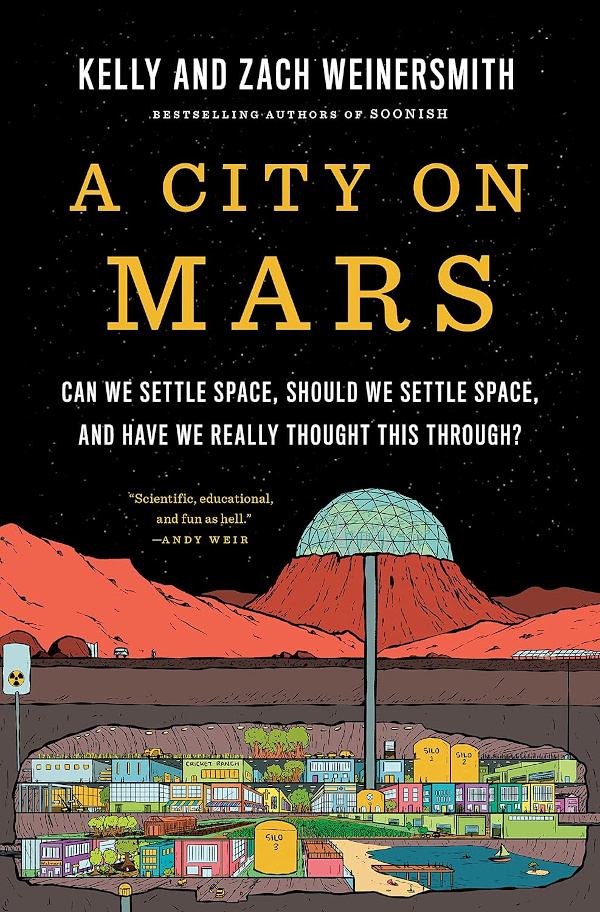 KELLY AND ZACH WEINERSMITH
BESTSELLING AUTHORS OF SOONISH
A CITY ON
MARS
CAN WE SETTLE SPACE, SHOULD WE SETTLE SPACE,
AND HAVE WE REALLY THOUGHT THIS THROUGH?
“Scientific, educational,
and fun as hell.”
—ANDY WEIR
CRICKET RANCH
SILO
1
SILO
2
SILO
3